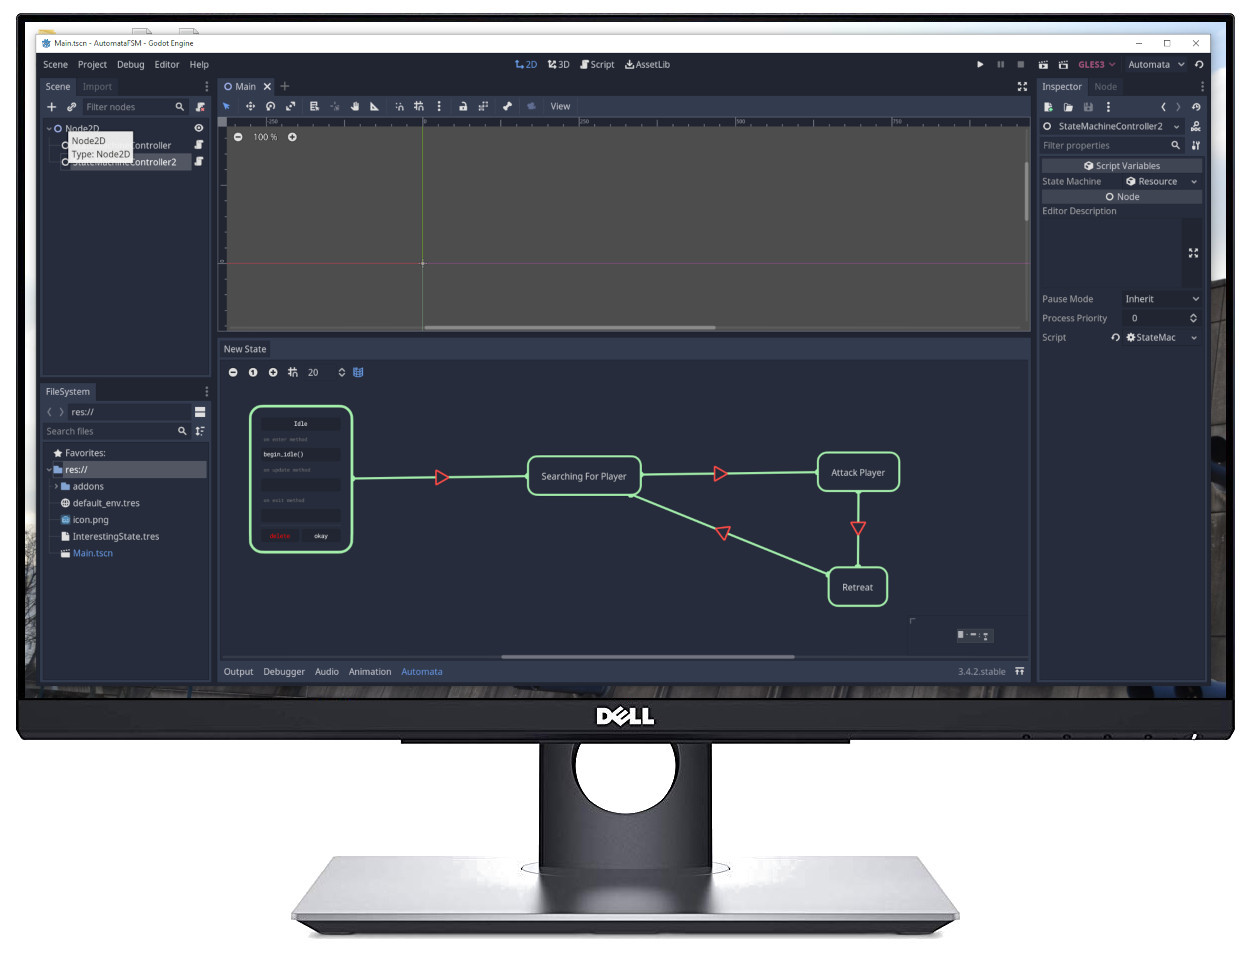 Main.tscn - AutomataFSM - Godot Engine
Scene Project Debug Editor Help
2D 3D Script AssetLib
GLES3 Automata
Scene Import
Filter nodes
Node2D
Node2D
Type: Node2D
Controller
StateMachineController2
FileSystem
res://
Search files
Favorites:
res://
addons
default_env.tres
icon.png
InterestingState.tres
Main.tscn
Main
View
100 %
-250 0 250 500 750
0
New State
20
Idle
on enter method
begin_idle()
on update method
on exit method
delete okay
Searching For Player
Attack Player
Retreat
Output Debugger Audio Animation Automata
3.4.2.stable
Inspector Node
StateMachineController2
DOC
Filter properties
Script Variables
State Machine Resource
Node
Editor Description
Pause Mode Inherit
Process Priority 0
Script StateMac
DELL